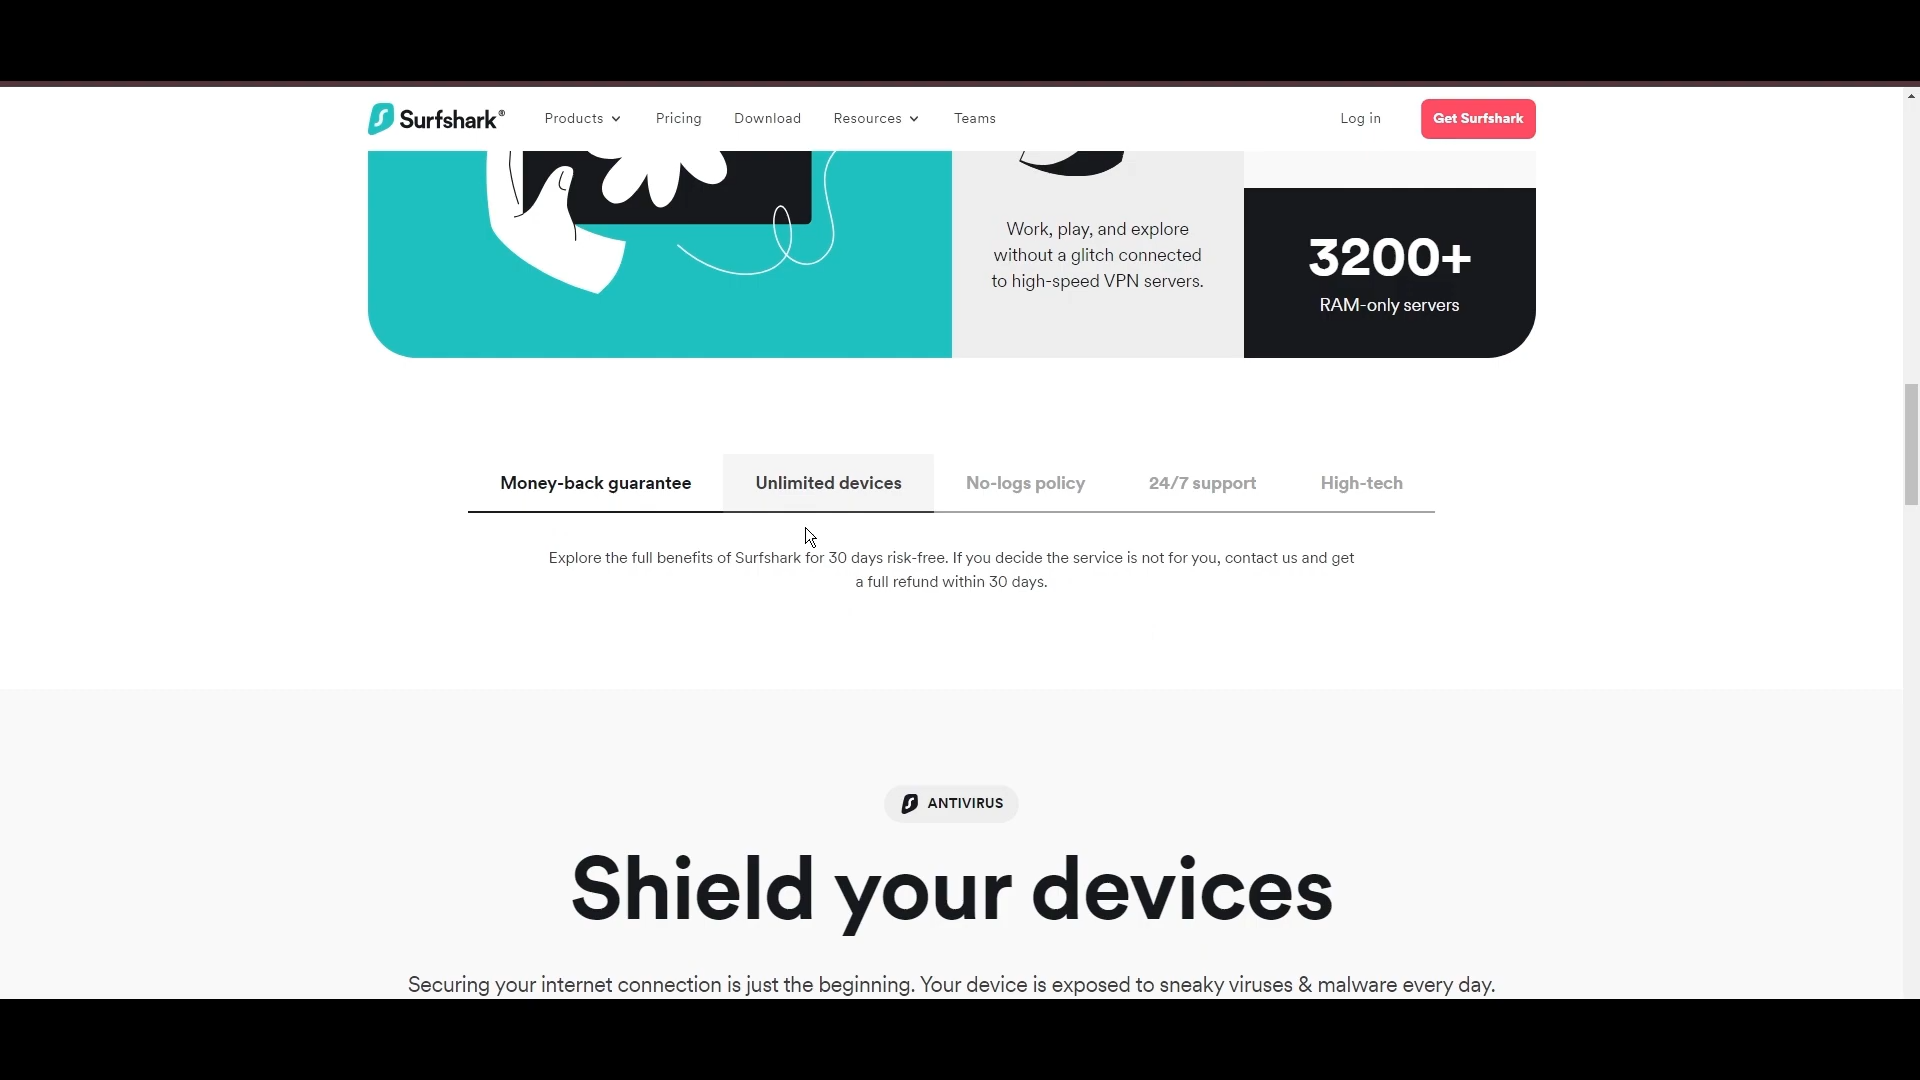 Surfshark®
Products
Pricing
Download
Resources
Teams
Log in
Get Surfshark
Work, play, and explore
without a glitch connected
to high-speed VPN servers.
3200+
RAM-only servers
Money-back guarantee
Unlimited devices
No-logs policy
24/7 support
High-tech
Explore the full benefits of Surfshark for 30 days risk-free. If you decide the service is not for you, contact us and get
a full refund within 30 days.
ANTIVIRUS
Shield your devices
Securing your internet connection is just the beginning. Your device is exposed to sneaky viruses & malware every day.